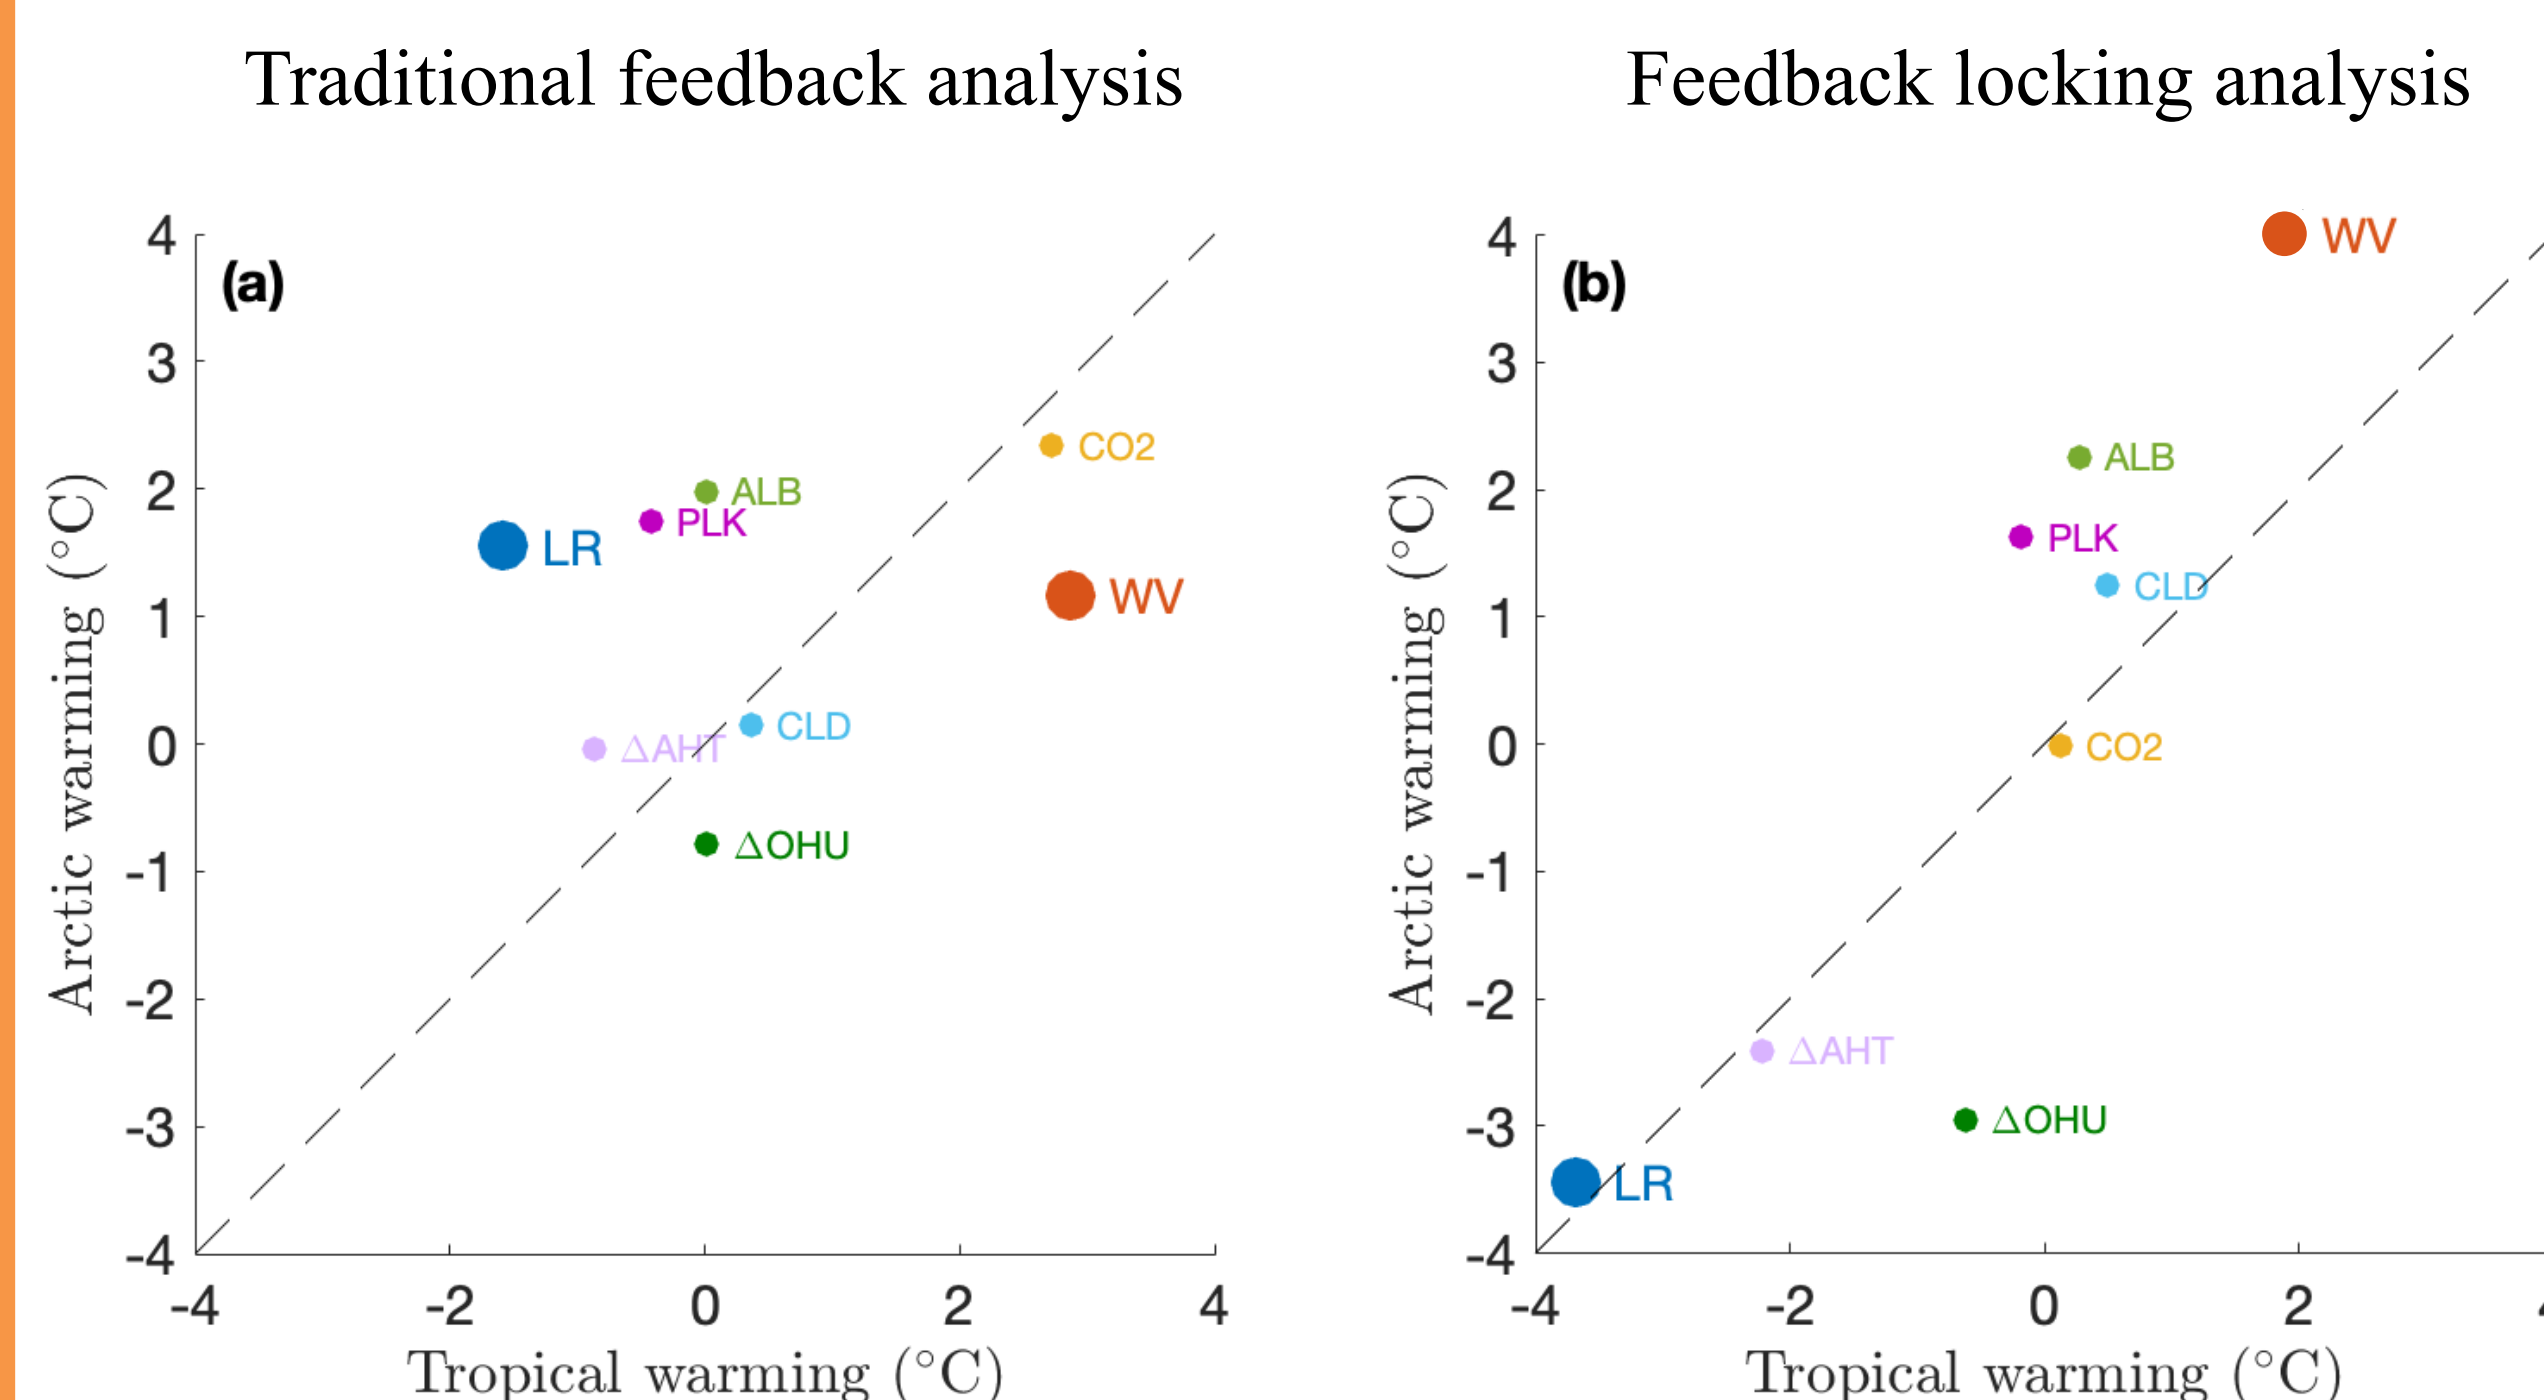 Traditional feedback analysis
Feedback locking analysis
(a)
4
3
2
1
0
-1
-2
-3
-4
-4 -2 0 2 4
Arctic warming (°C)
Tropical warming (°C)
CO2
ALB
PLK
LR
WV
CLD
ΔAHT
ΔOHU
(b)
4
3
2
1
0
-1
-2
-3
-4
-4 -2 0 2
Arctic warming (°C)
Tropical warming (°C)
WV
ALB
PLK
CLD
CO2
ΔAHT
ΔOHU
LR